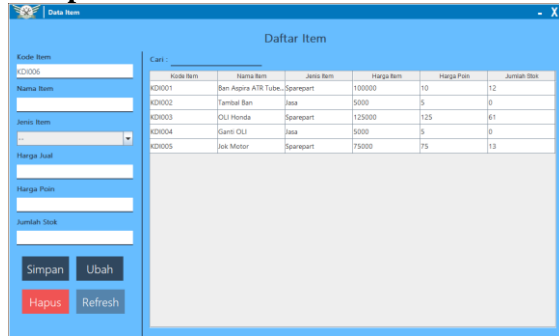 Data Item
- X
Daftar Item
Kode Item
KDI006
Nama Item
Jenis Item
...
Harga Jual
Harga Poin
Jumlah Stok
Simpan Ubah
Hapus Refresh
Cari :
Kode Item Nama Item Jenis Item Harga Item Harga Poin Jumlah Stok
KDI001 Ban Aspira ATR Tube... Sparepart 100000 10 12
KDI002 Tambal Ban Jasa 5000 5 0
KDI003 OLI Honda Sparepart 125000 125 61
KDI004 Ganti OLI Jasa 5000 5 0
KDI005 Jok Motor Sparepart 75000 75 13